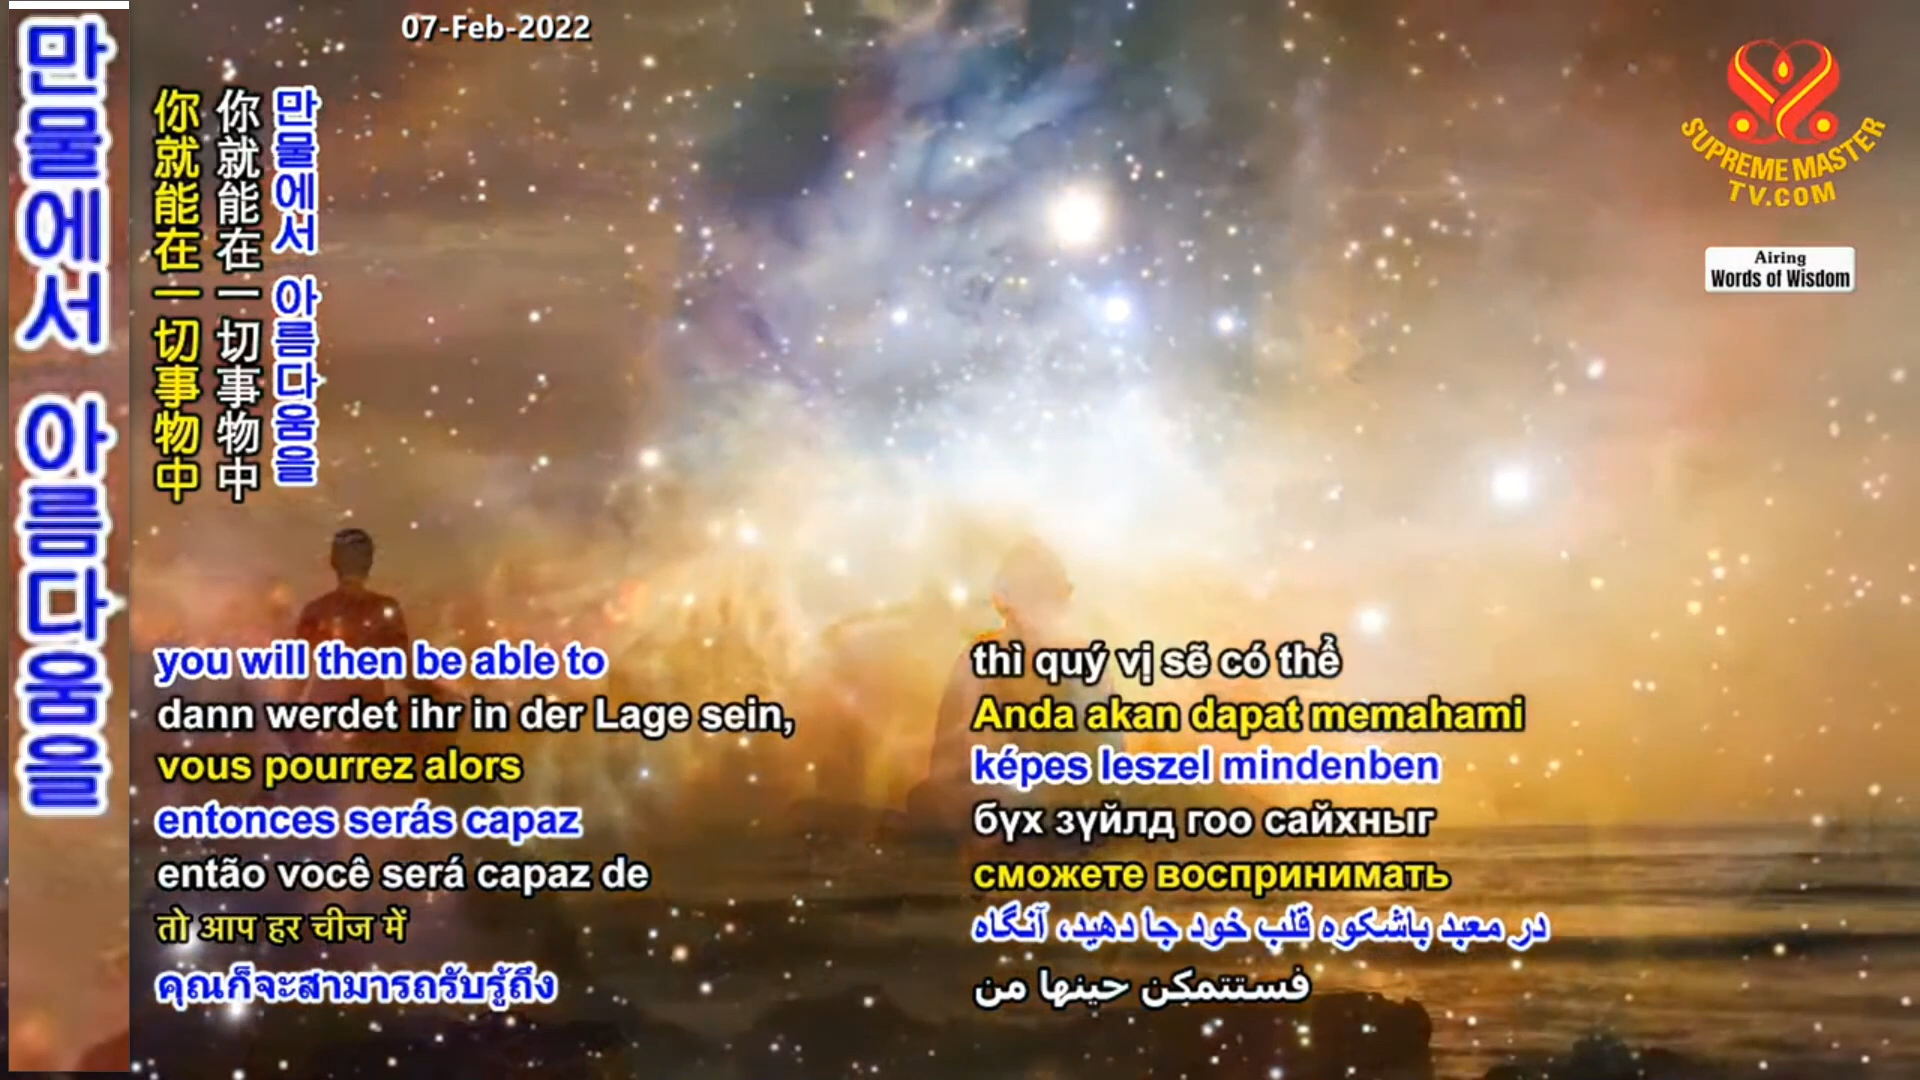 07-Feb-2022
만물에서 아름다움을
你就能在一切事物中
你就能在一切事物中
만물에서 아름다움을
SUPREME MASTER
TV.COM
Airing
Words of Wisdom
you will then be able to
dann werdet ihr in der Lage sein,
vous pourrez alors
entonces serás capaz
então você será capaz de
तो आप हर चीज में
คุณก็จะสามารถรับรู้ถึง
thì quý vị sẽ có thể
Anda akan dapat memahami
képes leszel mindenben
бүх зүйлд гоо сайхныг
сможете воспринимать
در معبد باشکوه قلب خود جا دهید، آنگاه
فستتمكن حينها من